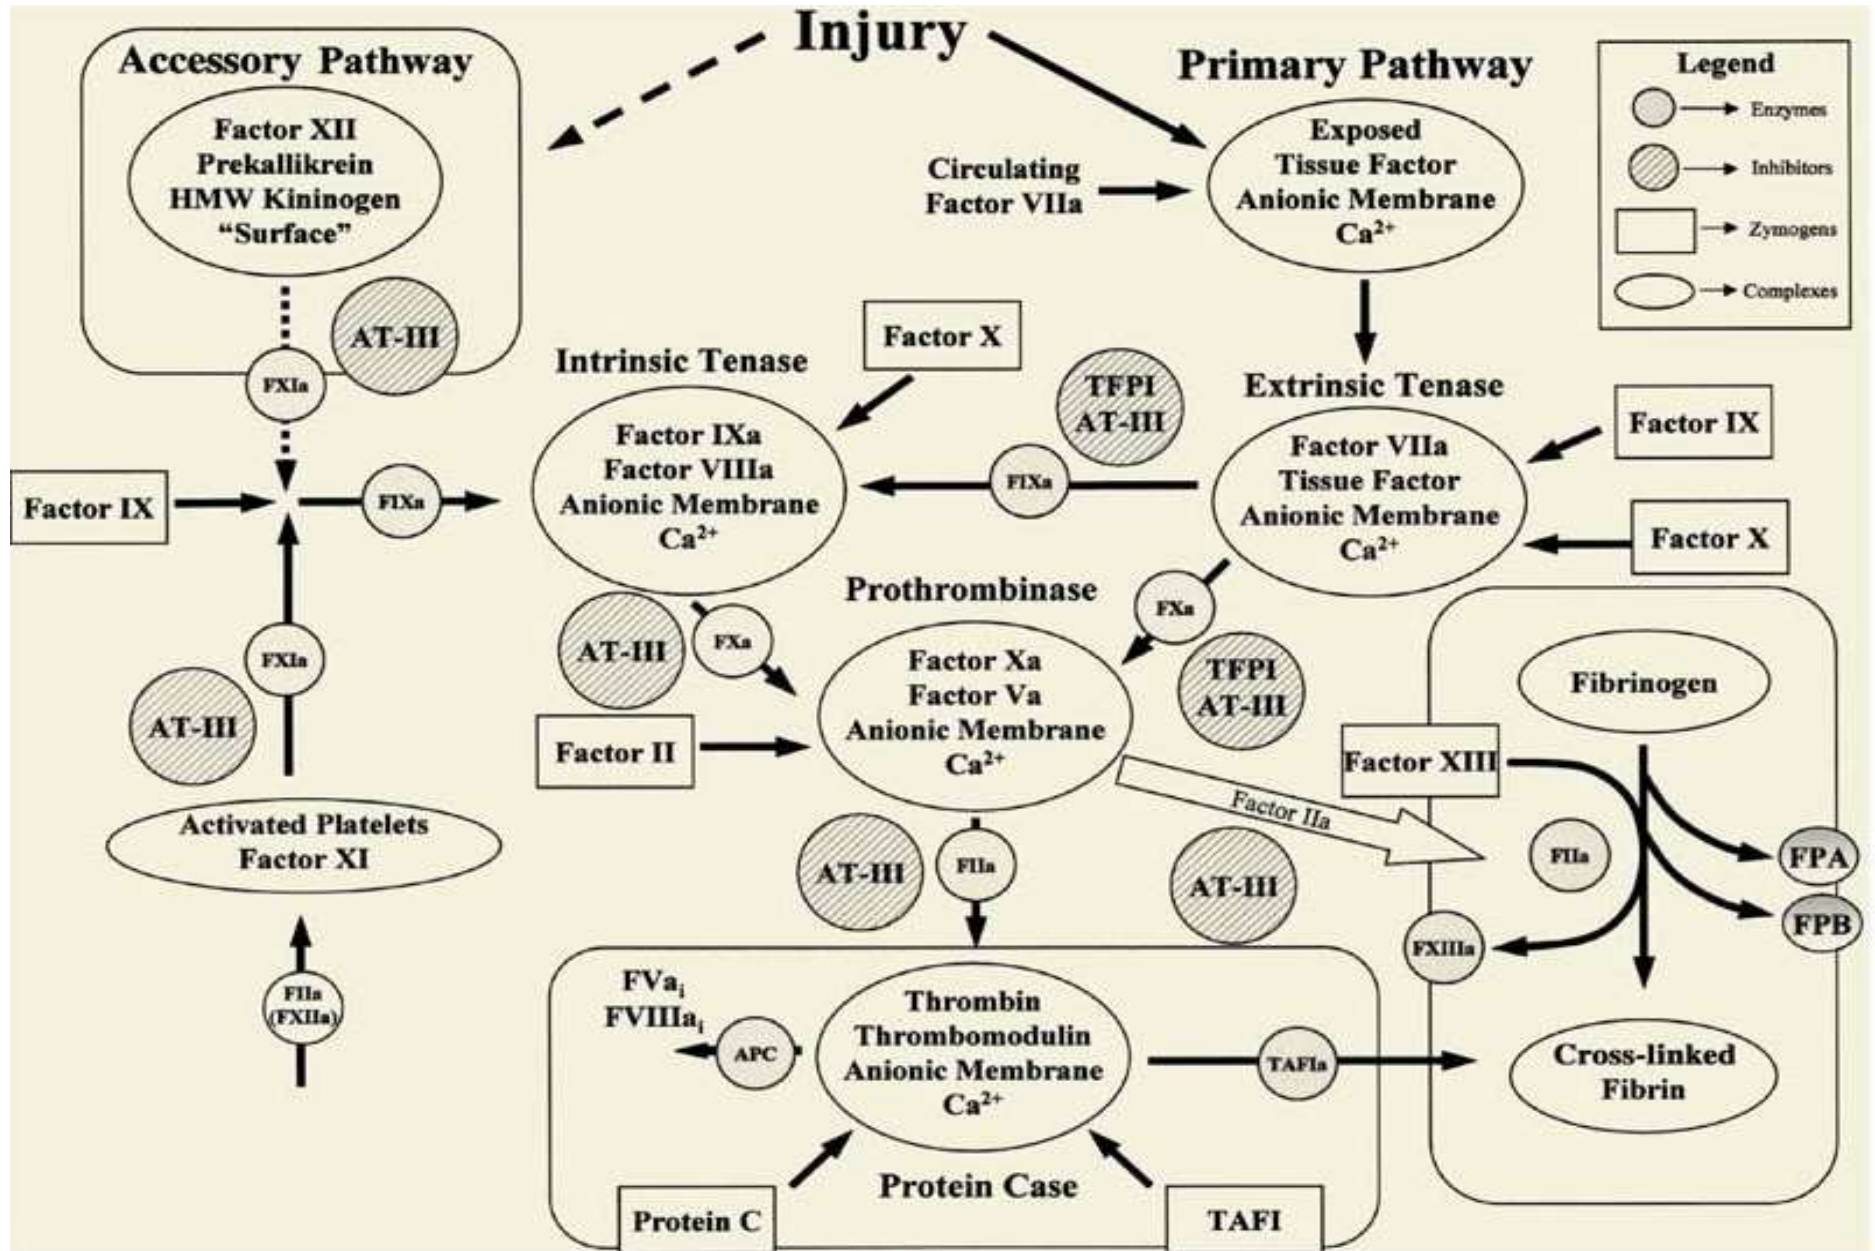 Injury
Accessory Pathway
Factor XII
Prekallikrein
HMW Kininogen
“Surface”
AT-III
FXIa
Primary Pathway
Exposed
Tissue Factor
Anionic Membrane
Ca²⁺
Circulating
Factor VIIa
Legend
Enzymes
Inhibitors
Zymogens
Complexes
Factor X
Intrinsic Tenase
Factor IXa
Factor VIIIa
Anionic Membrane
Ca²⁺
TFPI
AT-III
FIXa
Extrinsic Tenase
Factor VIIa
Tissue Factor
Anionic Membrane
Ca²⁺
Factor IX
Factor X
Factor IX
FIXa
FXIa
AT-III
Activated Platelets
Factor XI
FIIa
(FXIIa)
AT-III
FXa
Factor II
Prothrombinase
Factor Xa
Factor Va
Anionic Membrane
Ca²⁺
FXa
TFPI
AT-III
Factor IIa
AT-III
FIIa
AT-III
Fibrinogen
Factor XIII
FIIa
FPA
FPB
FXIIIa
Cross-linked
Fibrin
FVaᵢ
FVIIIaᵢ
APC
Thrombin
Thrombomodulin
Anionic Membrane
Ca²⁺
TAFIa
Protein Case
Protein C
TAFI